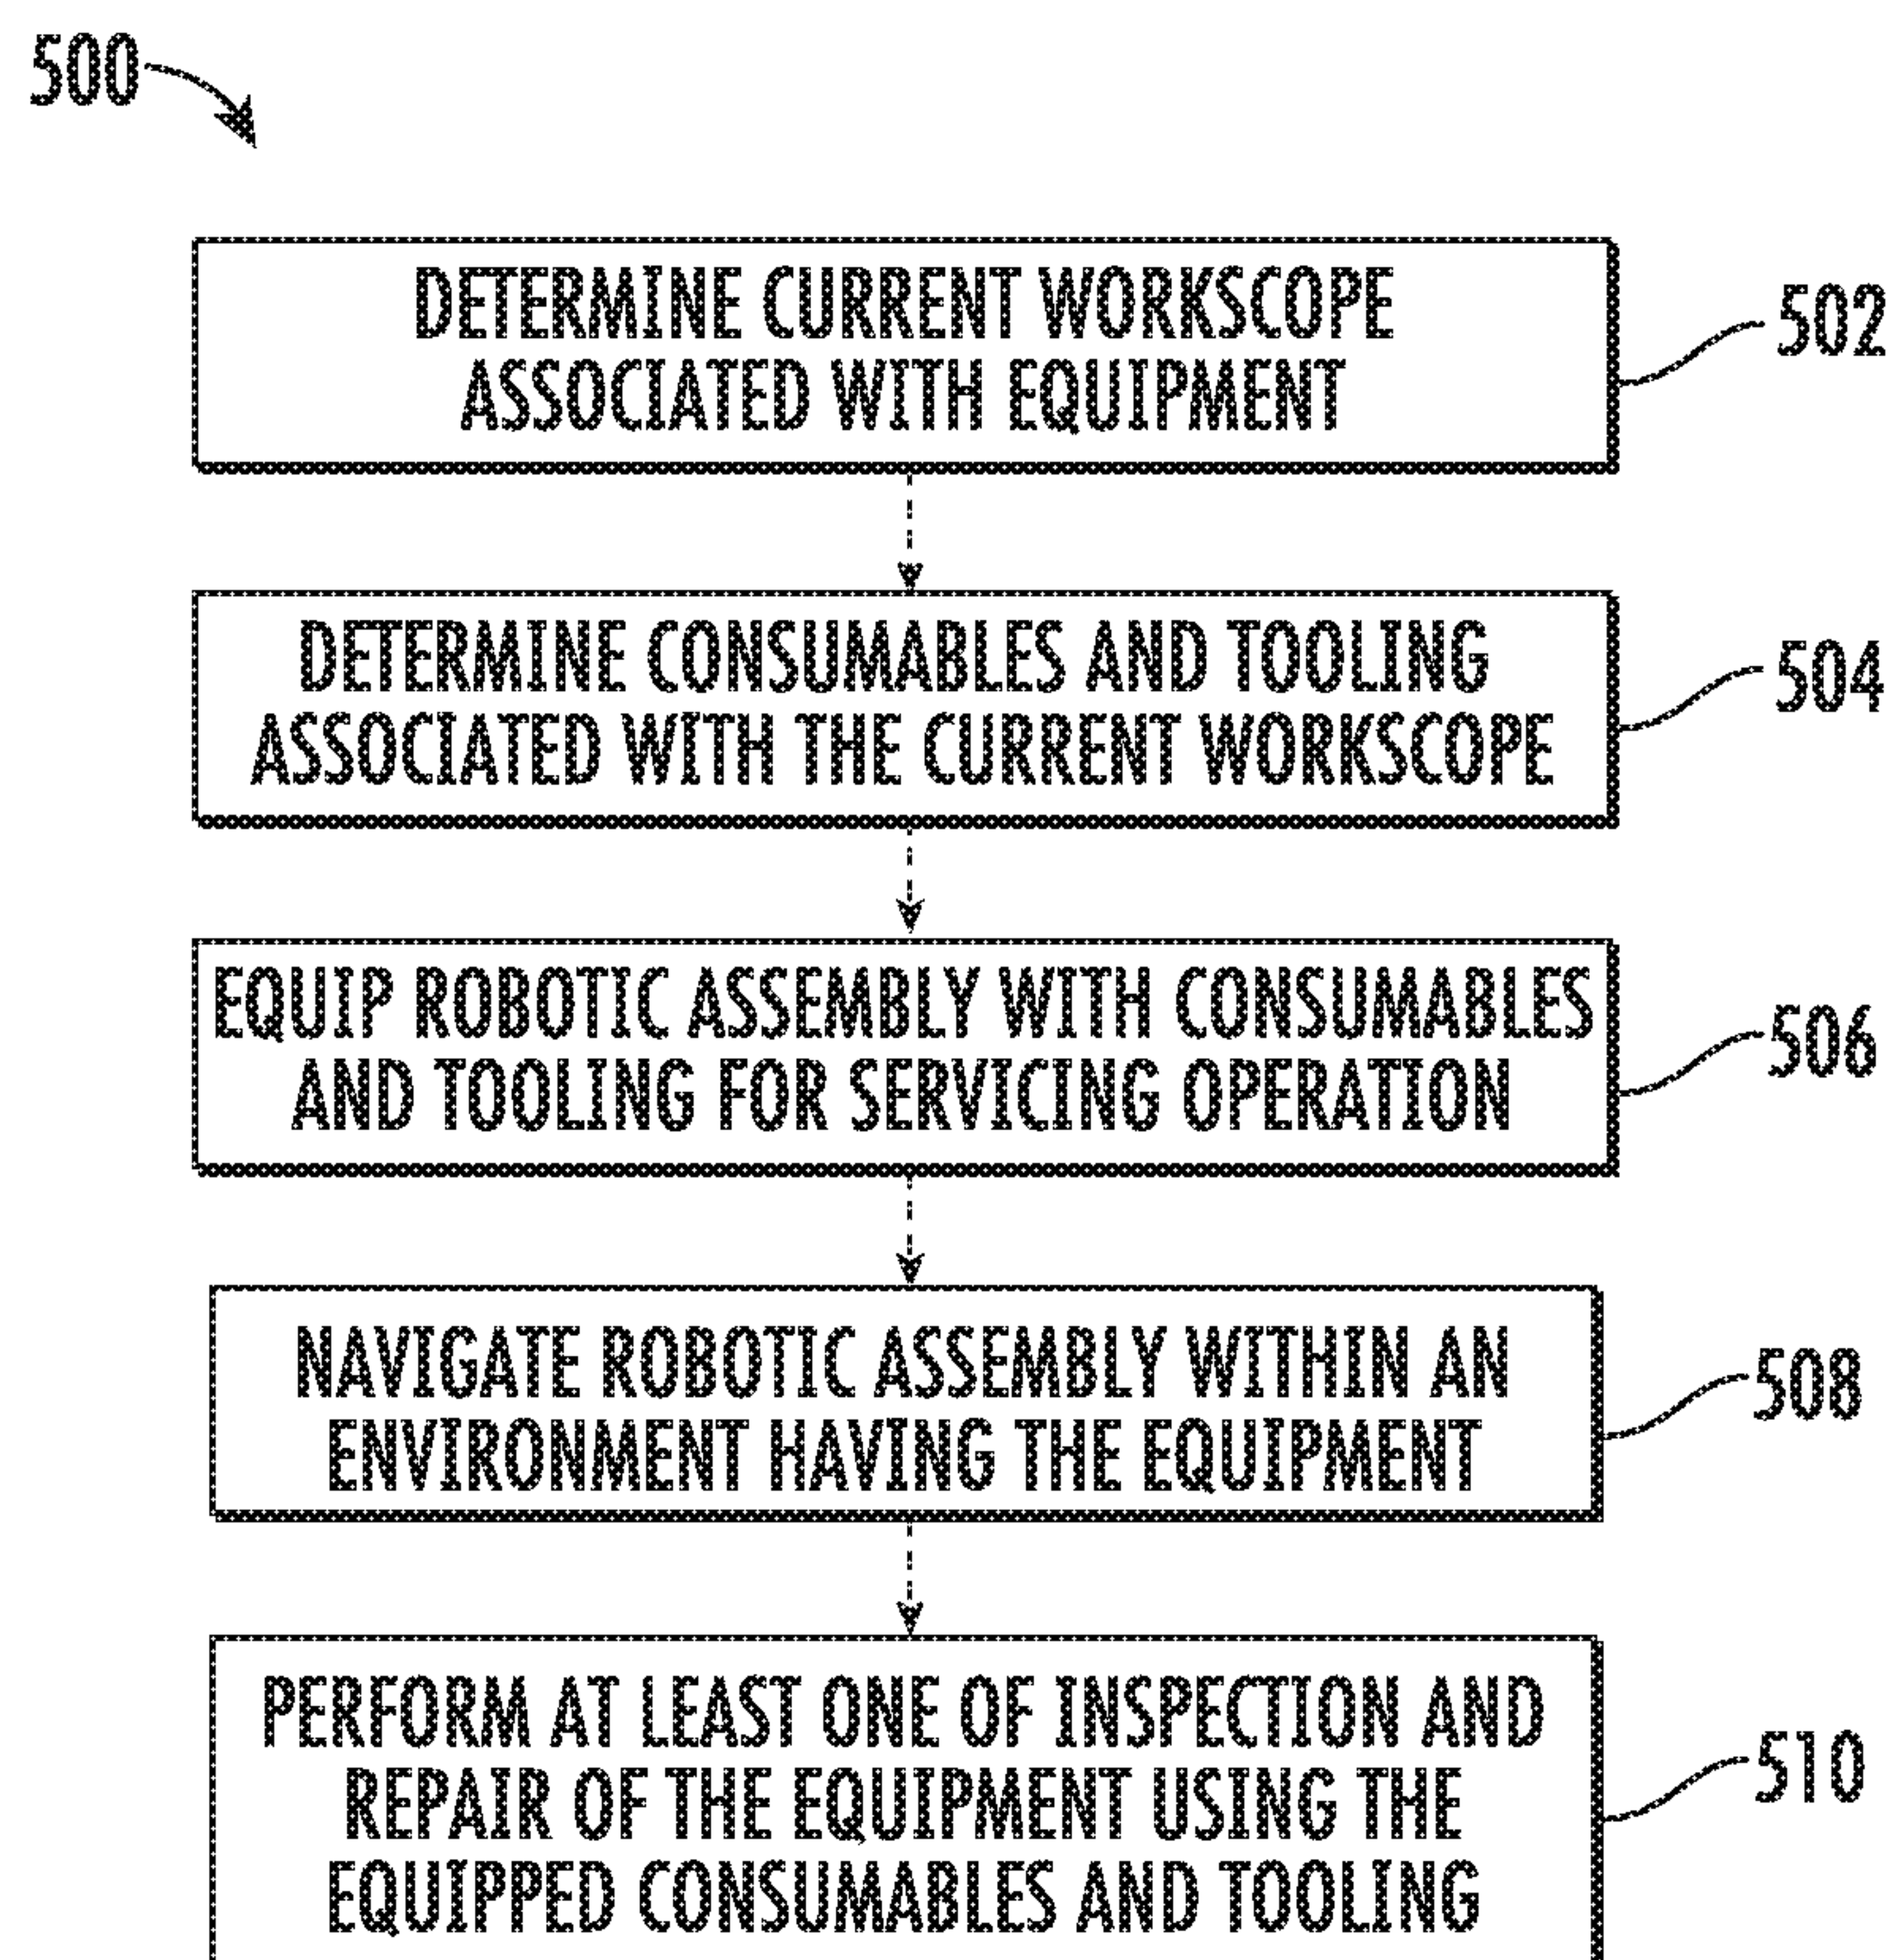 500
DETERMINE CURRENT WORKSCOPE
ASSOCIATED WITH EQUIPMENT
502
DETERMINE CONSUMABLES AND TOOLING
ASSOCIATED WITH THE CURRENT WORKSCOPE
504
EQUIP ROBOTIC ASSEMBLY WITH CONSUMABLES
AND TOOLING FOR SERVICING OPERATION
506
NAVIGATE ROBOTIC ASSEMBLY WITHIN AN
ENVIRONMENT HAVING THE EQUIPMENT
508
PERFORM AT LEAST ONE OF INSPECTION AND
REPAIR OF THE EQUIPMENT USING THE
EQUIPPED CONSUMABLES AND TOOLING
510